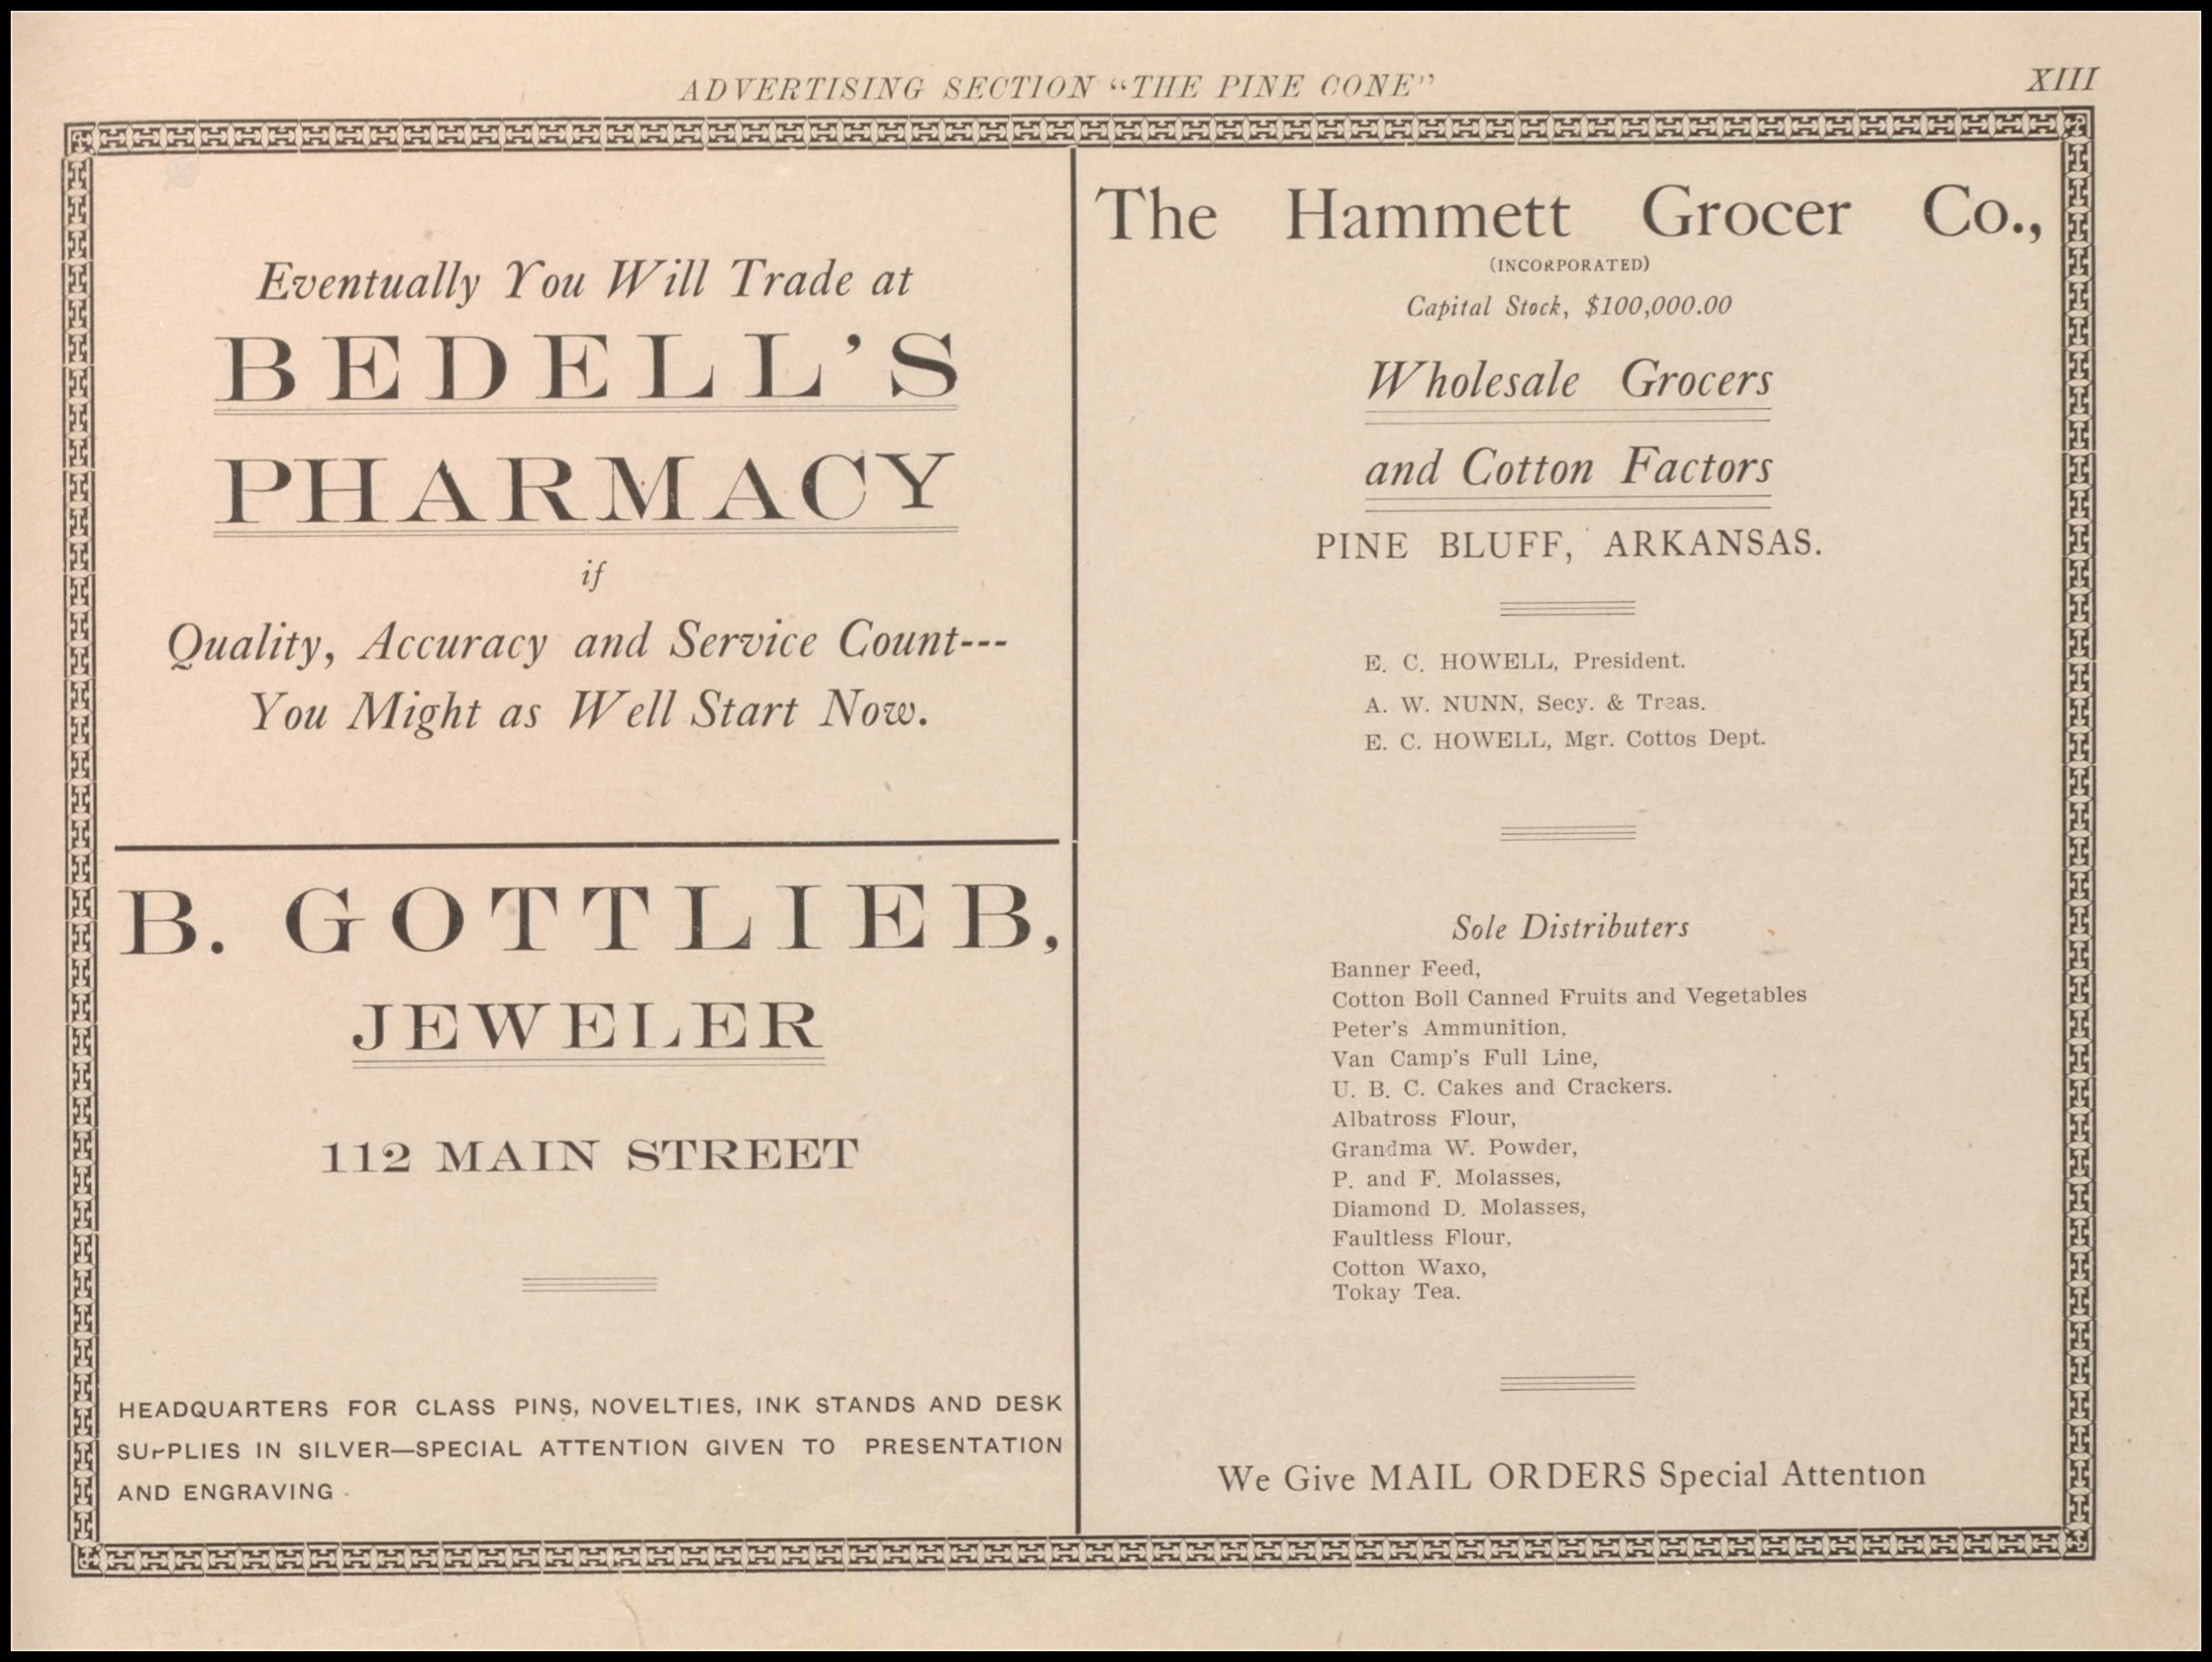 ADVERTISING SECTION “THE PINE CONE”
XIII
Eventually You Will Trade at
BEDELL’S
PHARMACY
if
Quality, Accuracy and Service Count---
You Might as Well Start Now.
B. GOTTLIEB,
JEWELER
112 MAIN STREET
HEADQUARTERS FOR CLASS PINS, NOVELTIES, INK STANDS AND DESK
SUPPLIES IN SILVER—SPECIAL ATTENTION GIVEN TO PRESENTATION
AND ENGRAVING
The Hammett Grocer Co.,
(INCORPORATED)
Capital Stock, $100,000.00
Wholesale Grocers
and Cotton Factors
PINE BLUFF, ARKANSAS.
E. C. HOWELL, President.
A. W. NUNN, Secy. & Treas.
E. C. HOWELL, Mgr. Cottos Dept.
Sole Distributers
Banner Feed,
Cotton Boll Canned Fruits and Vegetables
Peter’s Ammunition,
Van Camp’s Full Line,
U. B. C. Cakes and Crackers.
Albatross Flour,
Grandma W. Powder,
P. and F. Molasses,
Diamond D. Molasses,
Faultless Flour,
Cotton Waxo,
Tokay Tea.
We Give MAIL ORDERS Special Attention